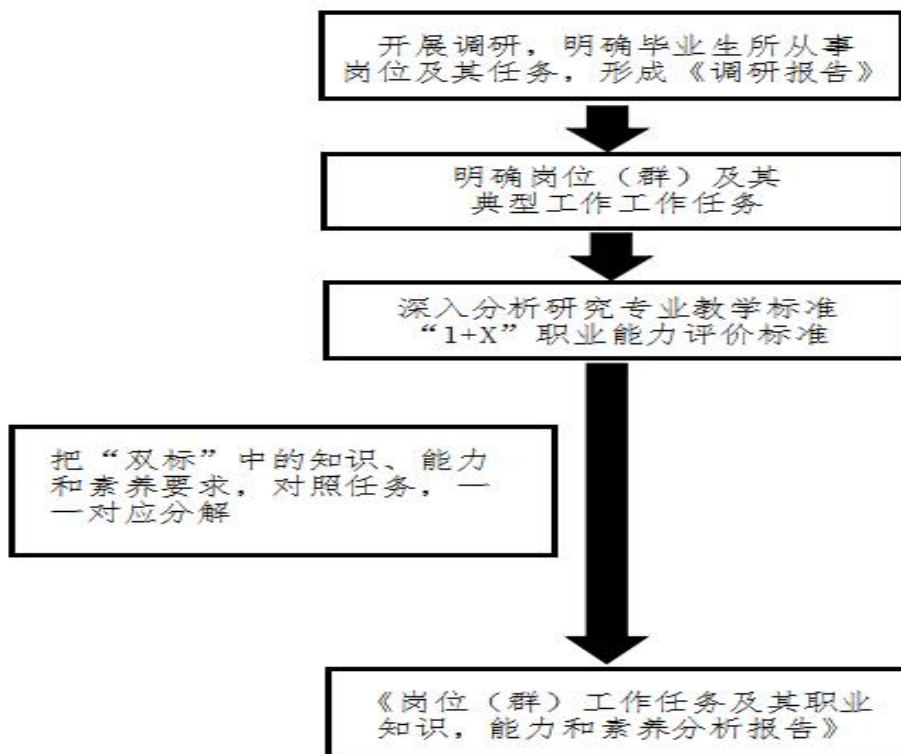 开展调研，明确毕业生所从事
岗位及其任务，形成《调研报告》
明确岗位（群）及其
典型工作工作任务
深入分析研究专业教学标准
“1+X”职业能力评价标准
把“双标”中的知识、能力
和素养要求，对照任务，一
一对应分解
《岗位（群）工作任务及其职业
知识，能力和素养分析报告》